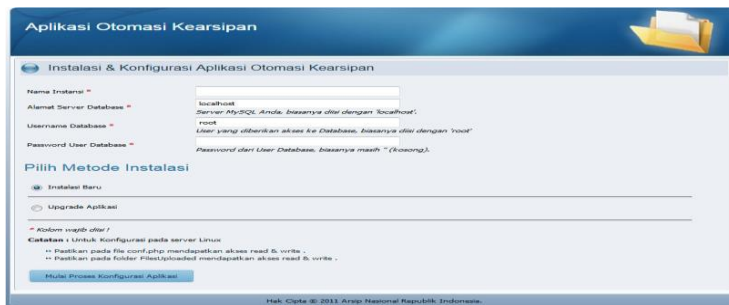 Aplikasi Otomasi Kearsipan
Instalasi & Konfigurasi Aplikasi Otomasi Kearsipan
Nama Instansi *
Alamat Server Database * localhost
Server MySQL Anda, biasanya diisi dengan 'localhost'.
Username Database * root
User yang diberikan akses ke Database, biasanya diisi dengan 'root'
Password User Database *
Password dari User Database, biasanya masih '' (kosong).
Pilih Metode Instalasi
Instalasi Baru
Upgrade Aplikasi
* Kolom wajib diisi !
Catatan : Untuk Konfigurasi pada server Linux
Pastikan pada file conf.php mendapatkan akses read & write .
Pastikan pada folder FilesUploaded mendapatkan akses read & write .
Mulai Proses Konfigurasi Aplikasi
Hak Cipta © 2011 Arsip Nasional Republik Indonesia.